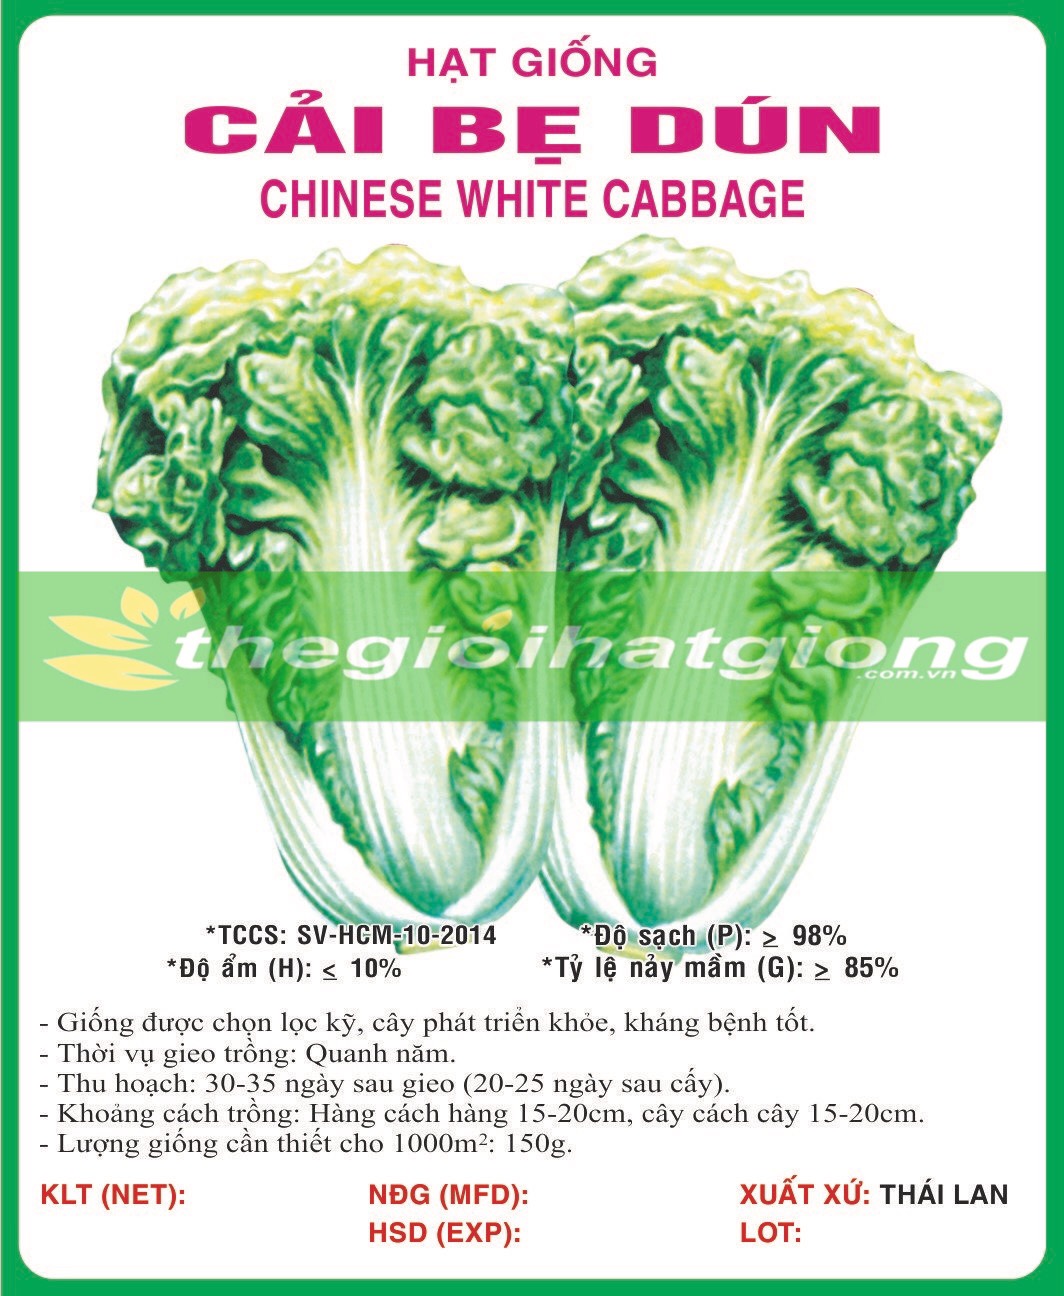 HẠT GIỐNG
CẢI BẸ DÚN
CHINESE WHITE CABBAGE
thegioihatgiong
.com.vn
*TCCS: SV-HCM-10-2014 *Độ sạch (P): ≥ 98%
*Độ ẩm (H): ≤ 10% *Tỷ lệ nảy mầm (G): ≥ 85%
- Giống được chọn lọc kỹ, cây phát triển khỏe, kháng bệnh tốt.
- Thời vụ gieo trồng: Quanh năm.
- Thu hoạch: 30-35 ngày sau gieo (20-25 ngày sau cấy).
- Khoảng cách trồng: Hàng cách hàng 15-20cm, cây cách cây 15-20cm.
- Lượng giống cần thiết cho 1000m²: 150g.
KLT (NET): NĐG (MFD): XUẤT XỨ: THÁI LAN
HSD (EXP): LOT: